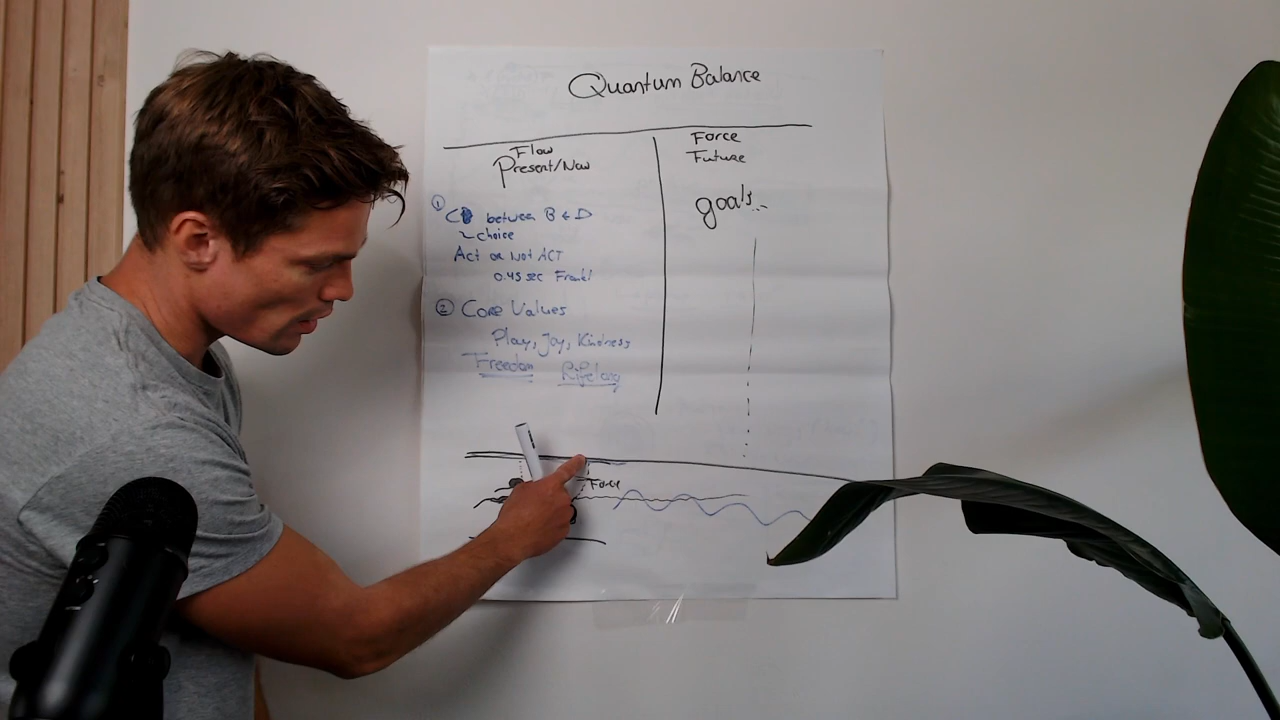 Quantum Balance
Flow
Present/Now
① between B & D
~ choice
Act or Not ACT
0.45 sec Frankl
② Core Values
Play, Joy, Kindness
Freedom
Force
Future
goals...
Force